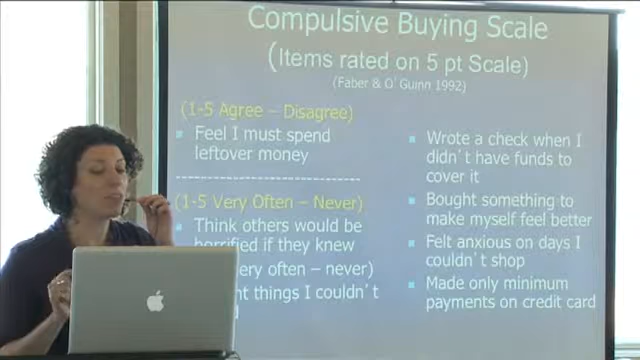 Compulsive Buying Scale
(Items rated on 5 pt Scale)
(Faber & O'Guinn 1992)
(1-5 Agree – Disagree)
Feel I must spend
leftover money
(1-5 Very Often – Never)
Think others would be
horrified if they knew
ery often – never)
things I couldn't
Wrote a check when I
didn't have funds to
cover it
Bought something to
make myself feel better
Felt anxious on days I
couldn't shop
Made only minimum
payments on credit card